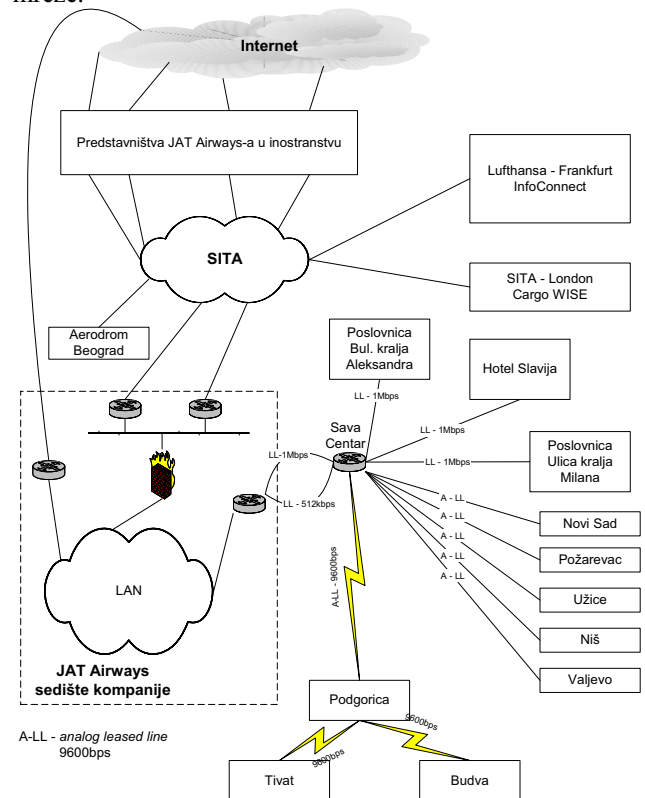 mreže.
Internet
Predstavništva JAT Airways-a u inostranstvu
Lufthansa - Frankfurt
InfoConnect
SITA
SITA - London
Cargo WISE
Aerodrom
Beograd
Poslovnica
Bul. kralja
Aleksandra
Hotel Slavija
LL - 1Mbps
Sava
Centar
LL - 1Mbps
LL-1Mbps
LL - 1Mbps
Poslovnica
Ulica kralja
Milana
LL - 512kbps
A - LL
Novi Sad
A - LL
Požarevac
A - LL
A - LL
Užice
A-LL - 9600bps
LAN
Niš
Valjevo
JAT Airways
sedište kompanije
Podgorica
9600bps
A-LL - analog leased line
9600bps
9600bps
Tivat
Budva